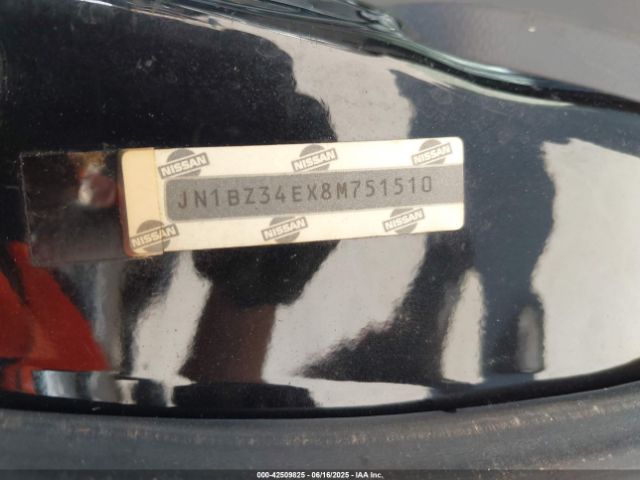 NISSAN NISSAN NISSAN
JN1BZ34EX8M751510
NISSAN NISSAN NISSAN
000-42509825 - 06/16/2025 - IAA Inc.